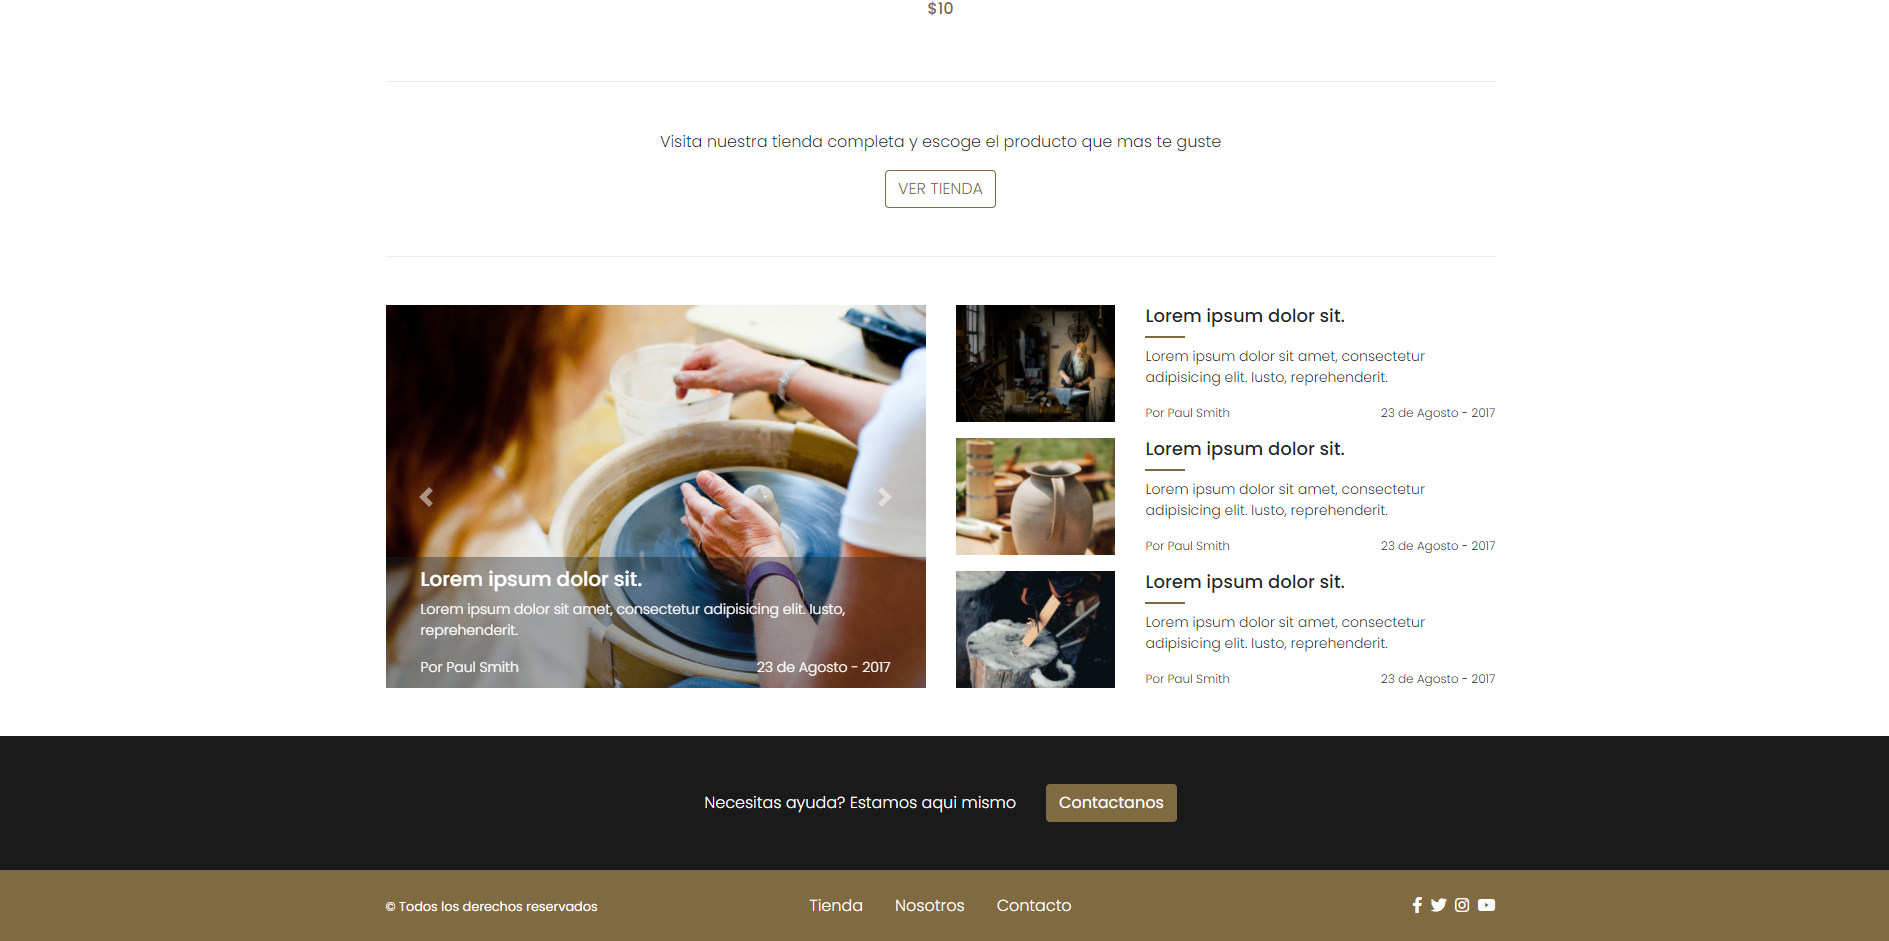 $10
Visita nuestra tienda completa y escoge el producto que mas te guste
VER TIENDA
Lorem ipsum dolor sit.
Lorem ipsum dolor sit amet, consectetur adipisicing elit. Iusto,
reprehenderit.
Por Paul Smith
23 de Agosto - 2017
Lorem ipsum dolor sit.
Lorem ipsum dolor sit amet, consectetur
adipisicing elit. Iusto, reprehenderit.
Por Paul Smith
23 de Agosto - 2017
Lorem ipsum dolor sit.
Lorem ipsum dolor sit amet, consectetur
adipisicing elit. Iusto, reprehenderit.
Por Paul Smith
23 de Agosto - 2017
Lorem ipsum dolor sit.
Lorem ipsum dolor sit amet, consectetur
adipisicing elit. Iusto, reprehenderit.
Por Paul Smith
23 de Agosto - 2017
Necesitas ayuda? Estamos aqui mismo
Contactanos
© Todos los derechos reservados
Tienda
Nosotros
Contacto